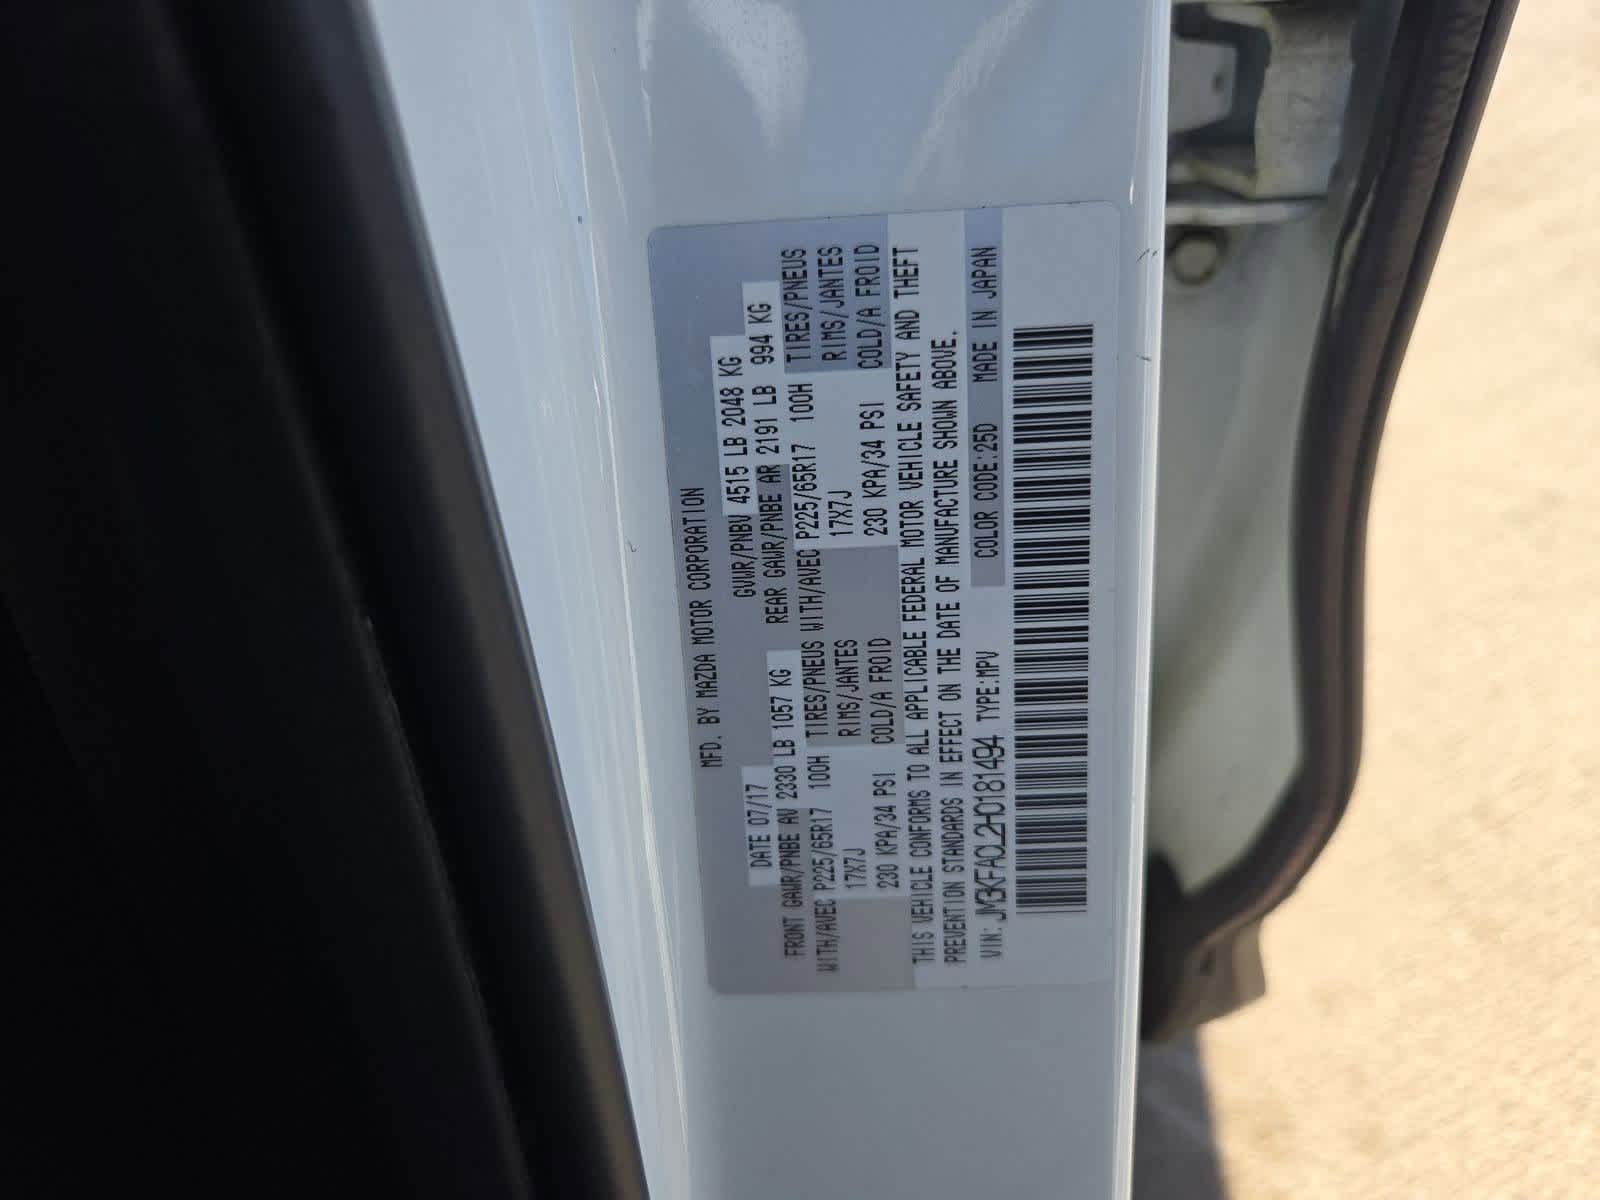 MFD. BY MAZDA MOTOR CORPORATION
DATE 07/17 GVWR/PNBV 4515 LB 2048 KG
FRONT GAWR/PNBE AV 2330 LB 1057 KG REAR GAWR/PNBE AR 2191 LB 994 KG
WITH/AVEC P225/65R17 100H TIRES/PNEUS WITH/AVEC P225/65R17 100H TIRES/PNEUS
17X7J RIMS/JANTES 17X7J RIMS/JANTES
230 KPA/34 PSI COLD/A FROID 230 KPA/34 PSI COLD/A FROID
THIS VEHICLE CONFORMS TO ALL APPLICABLE FEDERAL MOTOR VEHICLE SAFETY AND THEFT
PREVENTION STANDARDS IN EFFECT ON THE DATE OF MANUFACTURE SHOWN ABOVE.
VIN: JM3KFACL2H0181494 TYPE:MPV COLOR CODE:25D MADE IN JAPAN